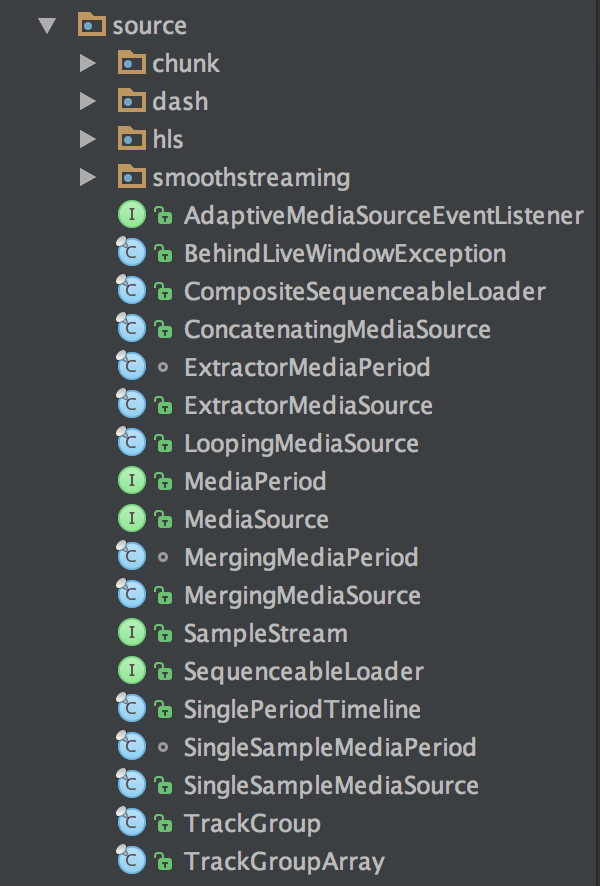 source
chunk
dash
hls
smoothstreaming
I AdaptiveMediaSourceEventListener
C BehindLiveWindowException
C CompositeSequenceableLoader
C ConcatenatingMediaSource
C ExtractorMediaPeriod
C ExtractorMediaSource
C LoopingMediaSource
I MediaPeriod
I MediaSource
C MergingMediaPeriod
C MergingMediaSource
I SampleStream
I SequenceableLoader
C SinglePeriodTimeline
C SingleSampleMediaPeriod
C SingleSampleMediaSource
C TrackGroup
C TrackGroupArray